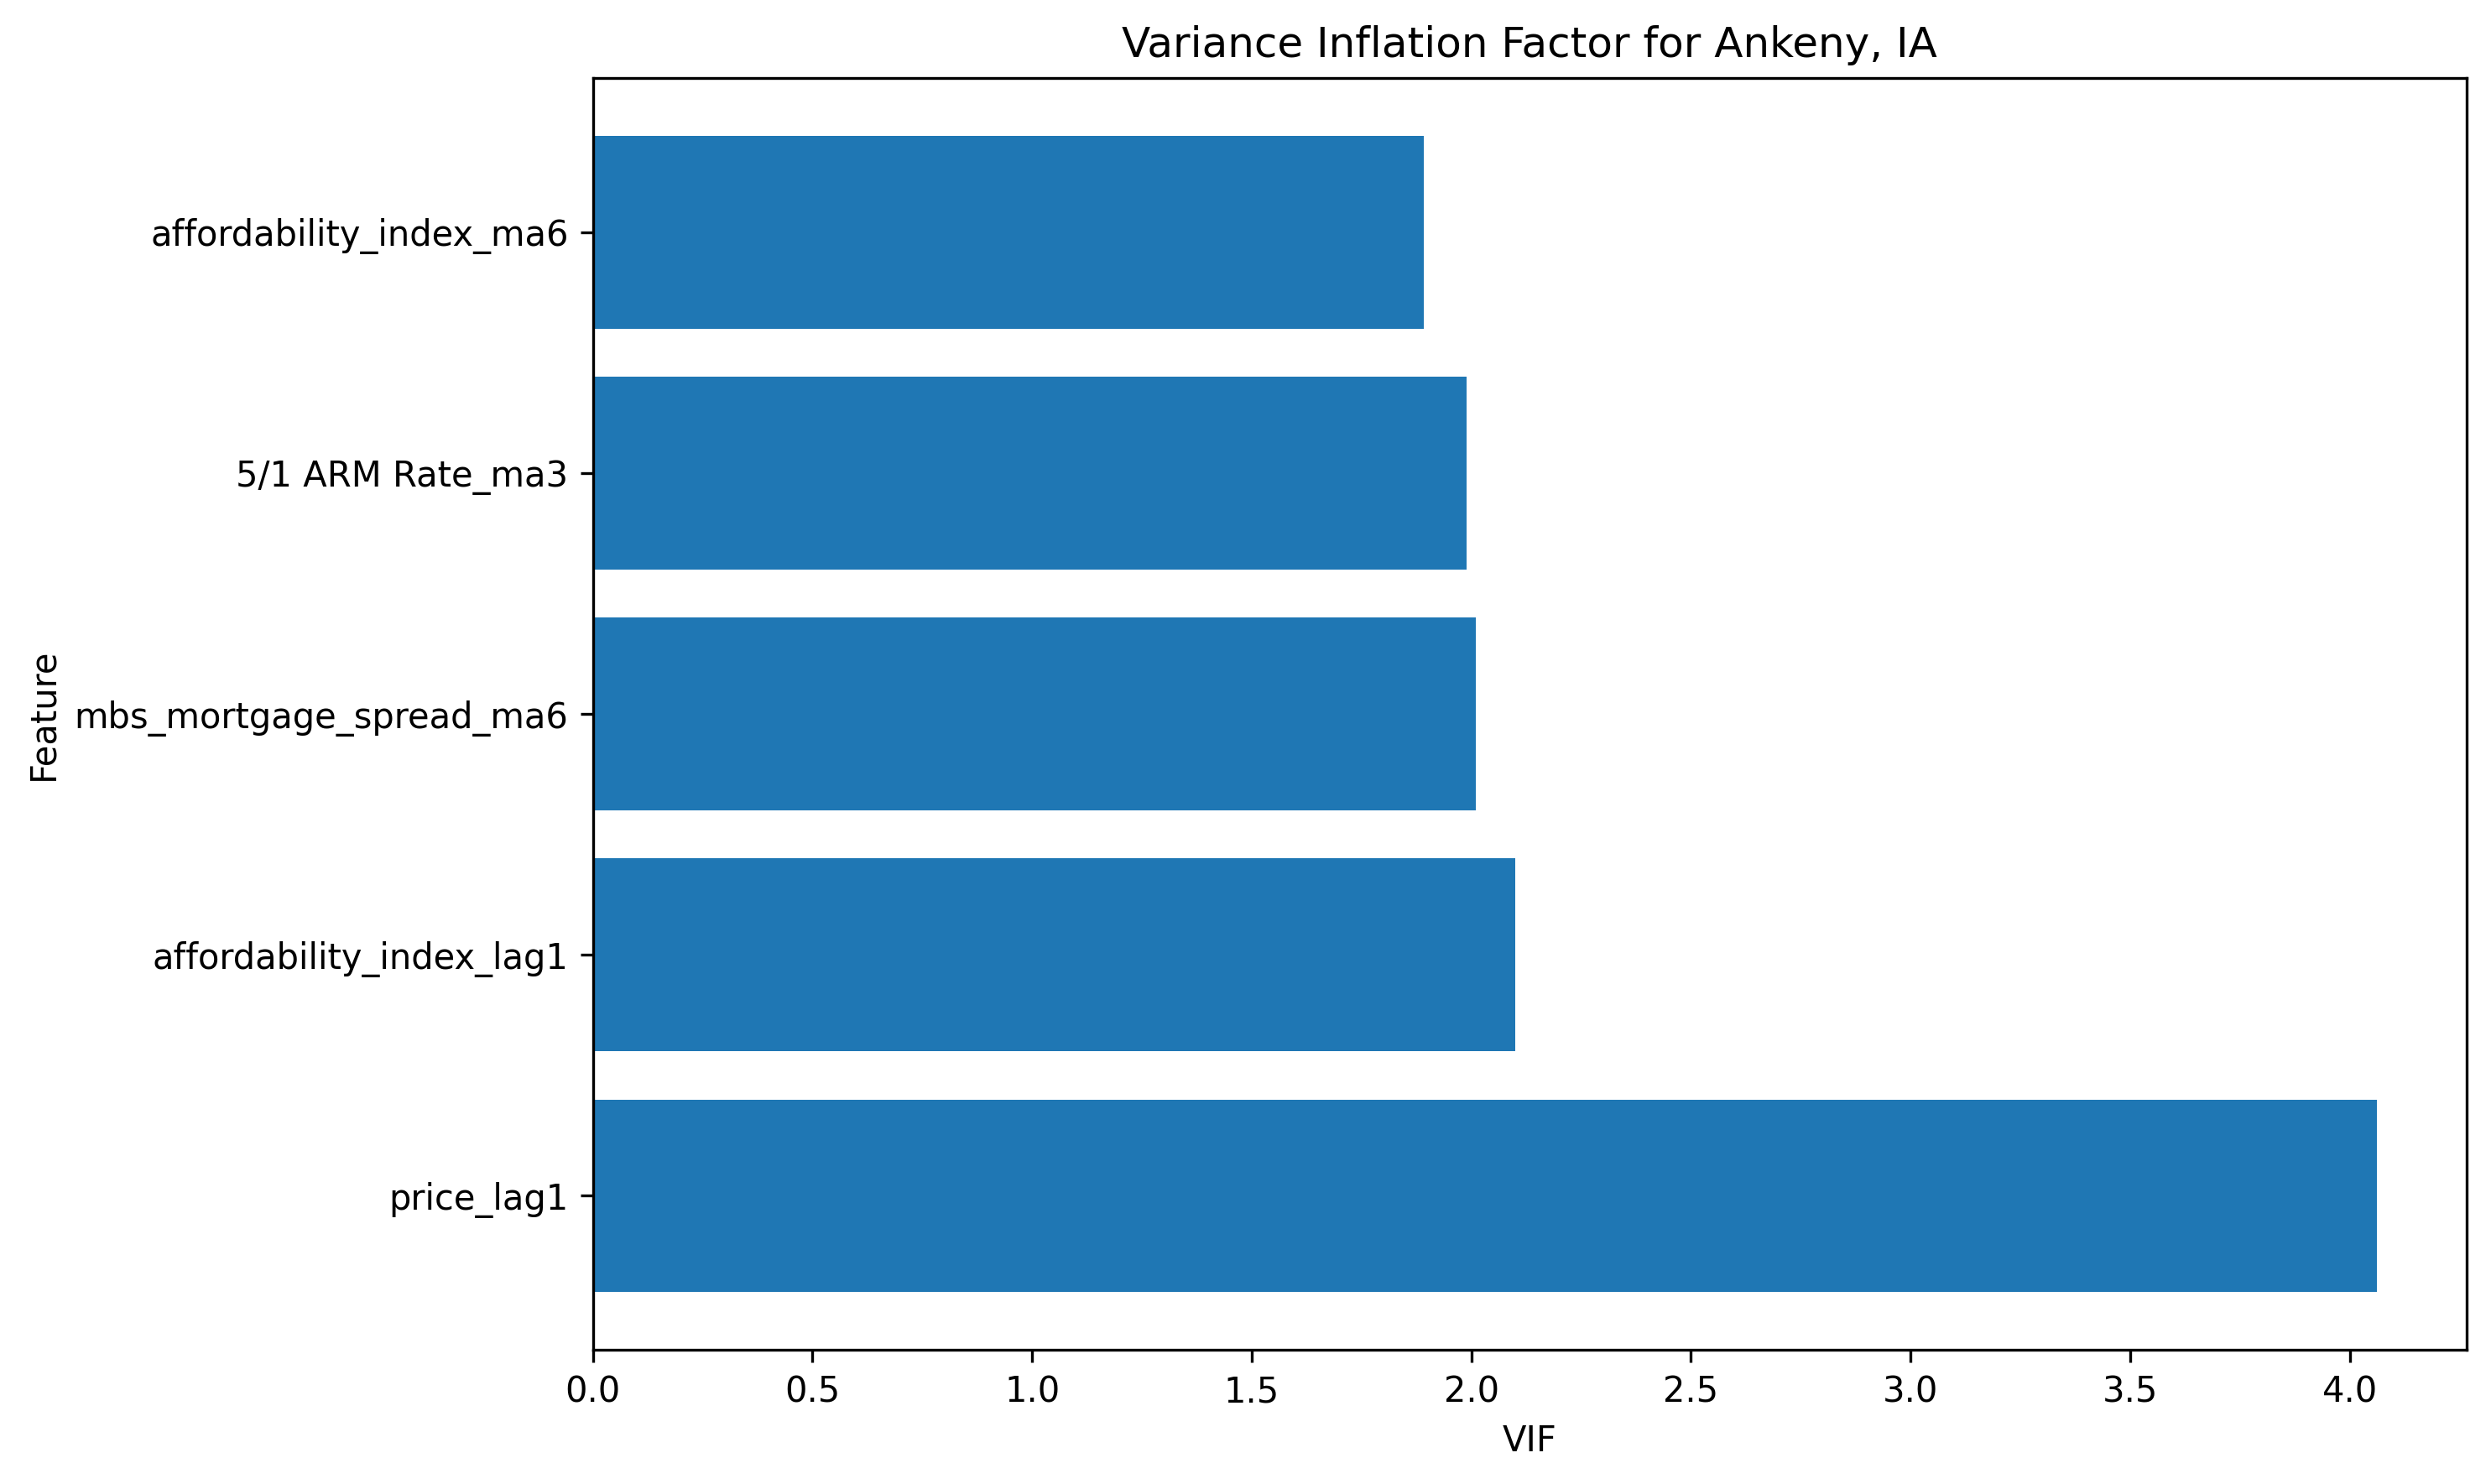 Variance Inflation Factor for Ankeny, IA
Feature
affordability_index_ma6
5/1 ARM Rate_ma3
mbs_mortgage_spread_ma6
affordability_index_lag1
price_lag1
0.0 0.5 1.0 1.5 2.0 2.5 3.0 3.5 4.0
VIF